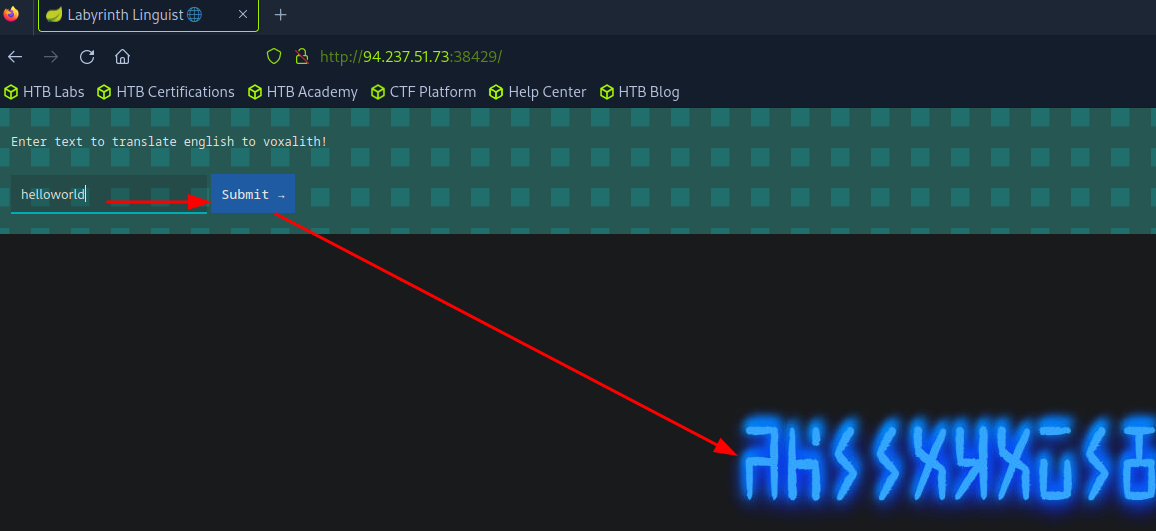 Labyrinth Linguist 🌐
http://94.237.51.73:38429/
HTB Labs HTB Certifications HTB Academy CTF Platform Help Center HTB Blog
Enter text to translate english to voxalith!
helloworld Submit →